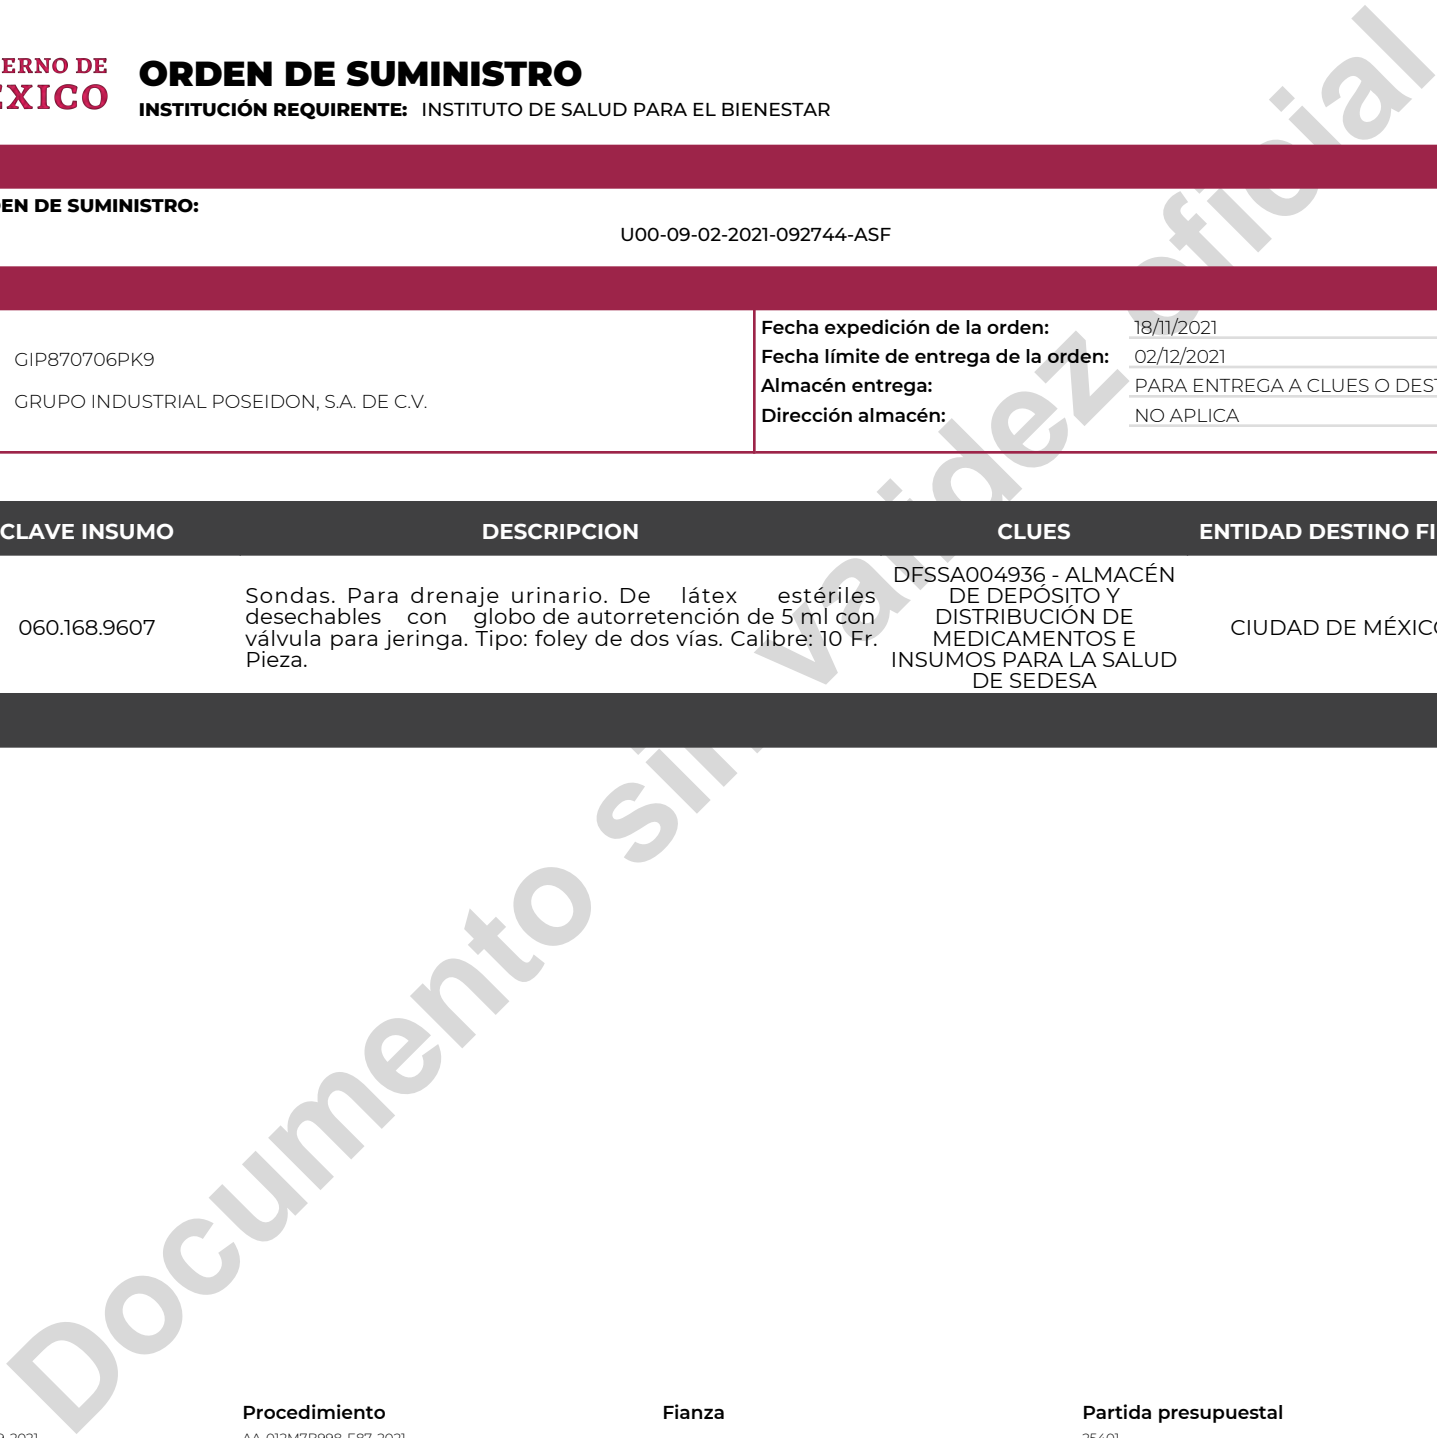 ERNO DE
ÉXICO
ORDEN DE SUMINISTRO
INSTITUCIÓN REQUIRENTE: INSTITUTO DE SALUD PARA EL BIENESTAR
EN DE SUMINISTRO:
U00-09-02-2021-092744-ASF
GIP870706PK9
GRUPO INDUSTRIAL POSEIDON, S.A. DE C.V.
Fecha expedición de la orden: 18/11/2021
Fecha límite de entrega de la orden: 02/12/2021
Almacén entrega: PARA ENTREGA A CLUES O DEST
Dirección almacén: NO APLICA
CLAVE INSUMO DESCRIPCION CLUES ENTIDAD DESTINO FI
060.168.9607
Sondas. Para drenaje urinario. De látex estériles
desechables con globo de autorretención de 5 ml con
válvula para jeringa. Tipo: foley de dos vías. Calibre: 10 Fr.
Pieza.
DFSSA004936 - ALMACÉN
DE DEPÓSITO Y
DISTRIBUCIÓN DE
MEDICAMENTOS E
INSUMOS PARA LA SALUD
DE SEDESA
CIUDAD DE MÉXICO
Documento sin validez oficial
Procedimiento Fianza Partida presupuestal